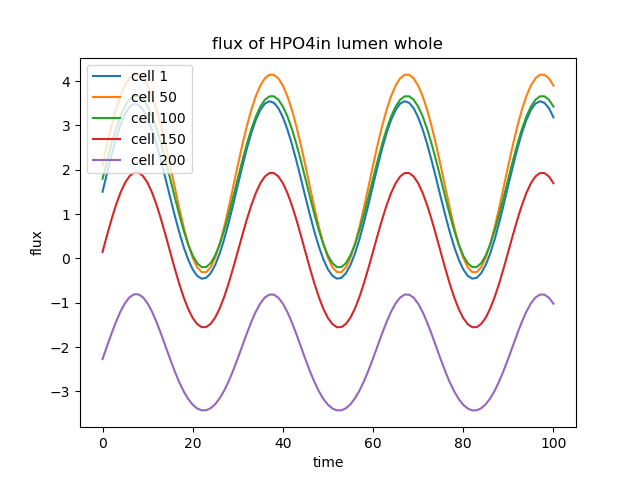 flux of HPO4in lumen whole
cell 1
cell 50
cell 100
cell 150
cell 200
4
3
2
1
0
−1
−2
−3
flux
0 20 40 60 80 100
time